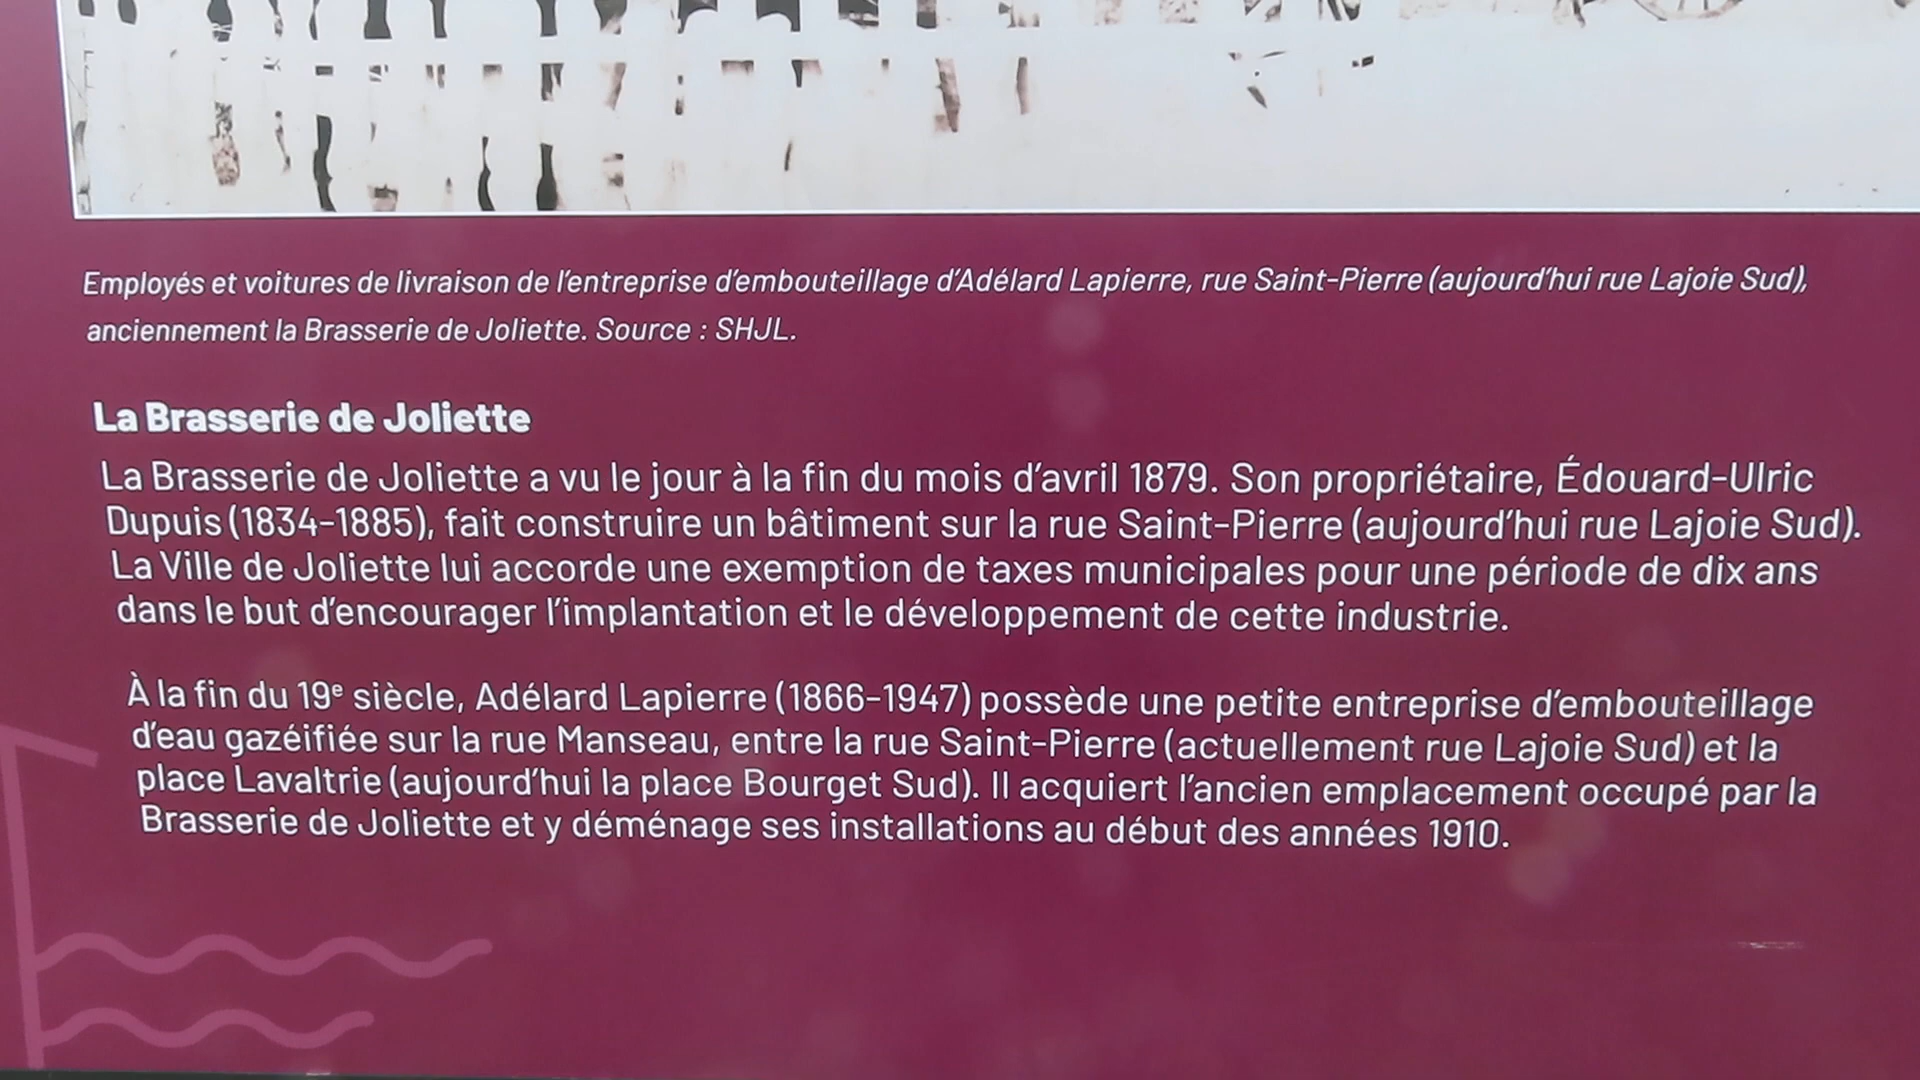 Employés et voitures de livraison de l'entreprise d'embouteillage d'Adélard Lapierre, rue Saint-Pierre (aujourd'hui rue Lajoie Sud),
anciennement la Brasserie de Joliette. Source : SHJL.
La Brasserie de Joliette
La Brasserie de Joliette a vu le jour à la fin du mois d'avril 1879. Son propriétaire, Édouard-Ulric
Dupuis (1834-1885), fait construire un bâtiment sur la rue Saint-Pierre (aujourd'hui rue Lajoie Sud).
La Ville de Joliette lui accorde une exemption de taxes municipales pour une période de dix ans
dans le but d'encourager l'implantation et le développement de cette industrie.
À la fin du 19e siècle, Adélard Lapierre (1866-1947) possède une petite entreprise d'embouteillage
d'eau gazéifiée sur la rue Manseau, entre la rue Saint-Pierre (actuellement rue Lajoie Sud) et la
place Lavaltrie (aujourd'hui la place Bourget Sud). Il acquiert l'ancien emplacement occupé par la
Brasserie de Joliette et y déménage ses installations au début des années 1910.